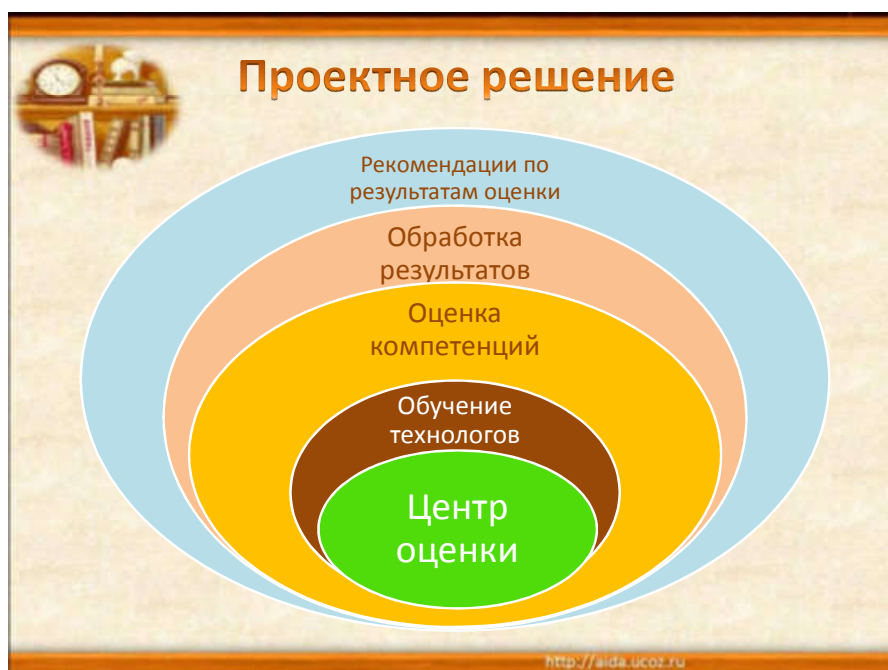 Проектное решение
Рекомендации по
результатам оценки
Обработка
результатов
Оценка
компетенций
Обучение
технологов
Центр
оценки
http://aida.ucoz.ru